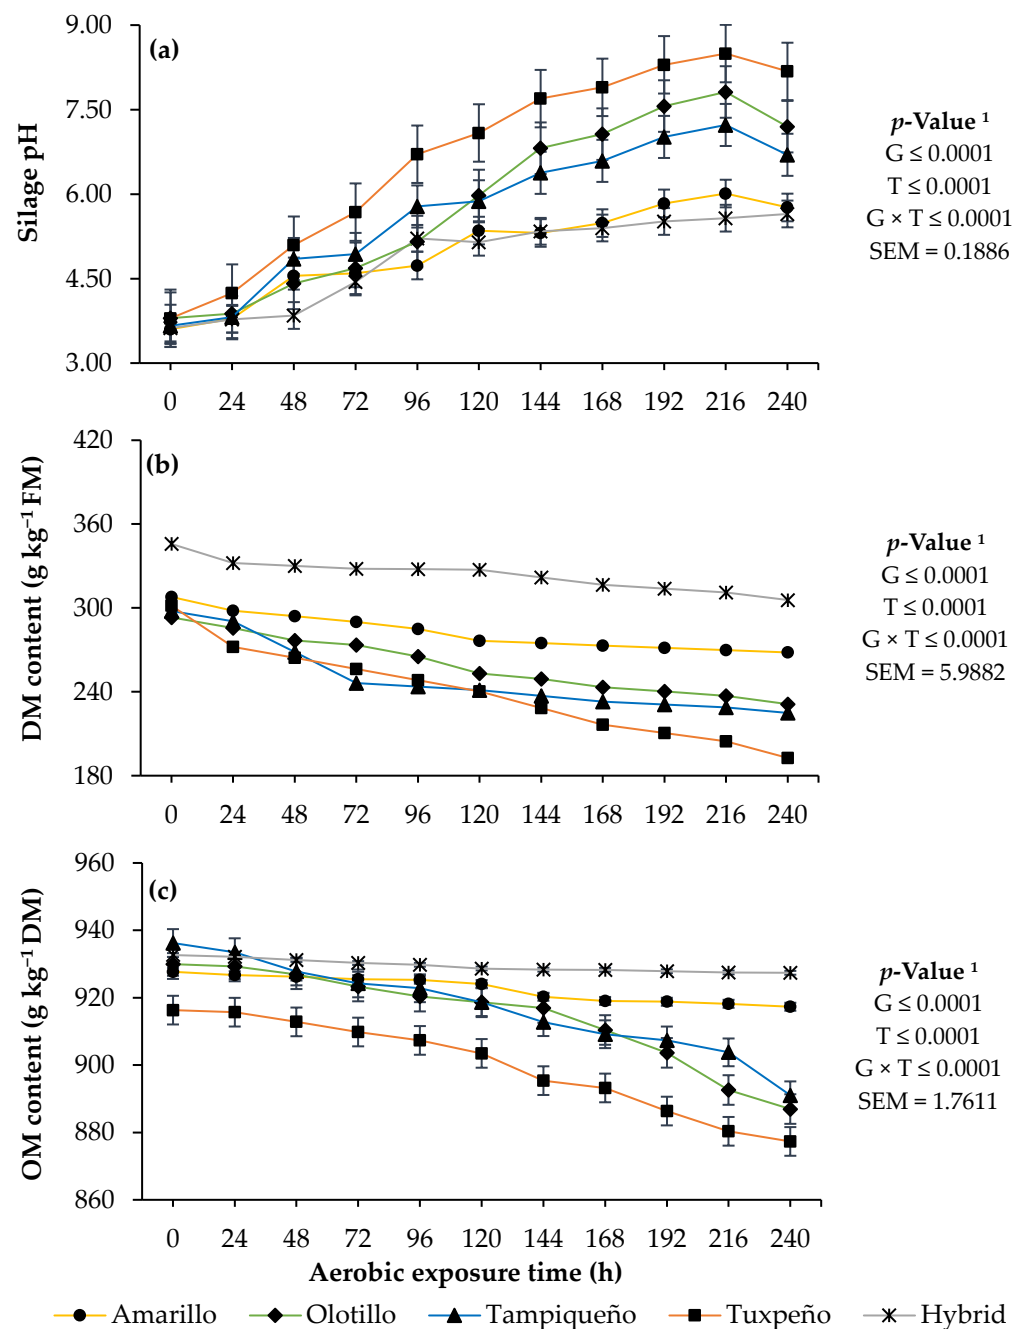 (a)
Silage pH
9.00
7.50
6.00
4.50
3.00
0 24 48 72 96 120 144 168 192 216 240
p-Value ¹
G ≤ 0.0001
T ≤ 0.0001
G × T ≤ 0.0001
SEM = 0.1886
(b)
DM content (g kg⁻¹ FM)
420
360
300
240
180
0 24 48 72 96 120 144 168 192 216 240
p-Value ¹
G ≤ 0.0001
T ≤ 0.0001
G × T ≤ 0.0001
SEM = 5.9882
(c)
OM content (g kg⁻¹ DM)
960
940
920
900
880
860
0 24 48 72 96 120 144 168 192 216 240
Aerobic exposure time (h)
p-Value ¹
G ≤ 0.0001
T ≤ 0.0001
G × T ≤ 0.0001
SEM = 1.7611
Amarillo Olotillo Tampiqueño Tuxpeño Hybrid